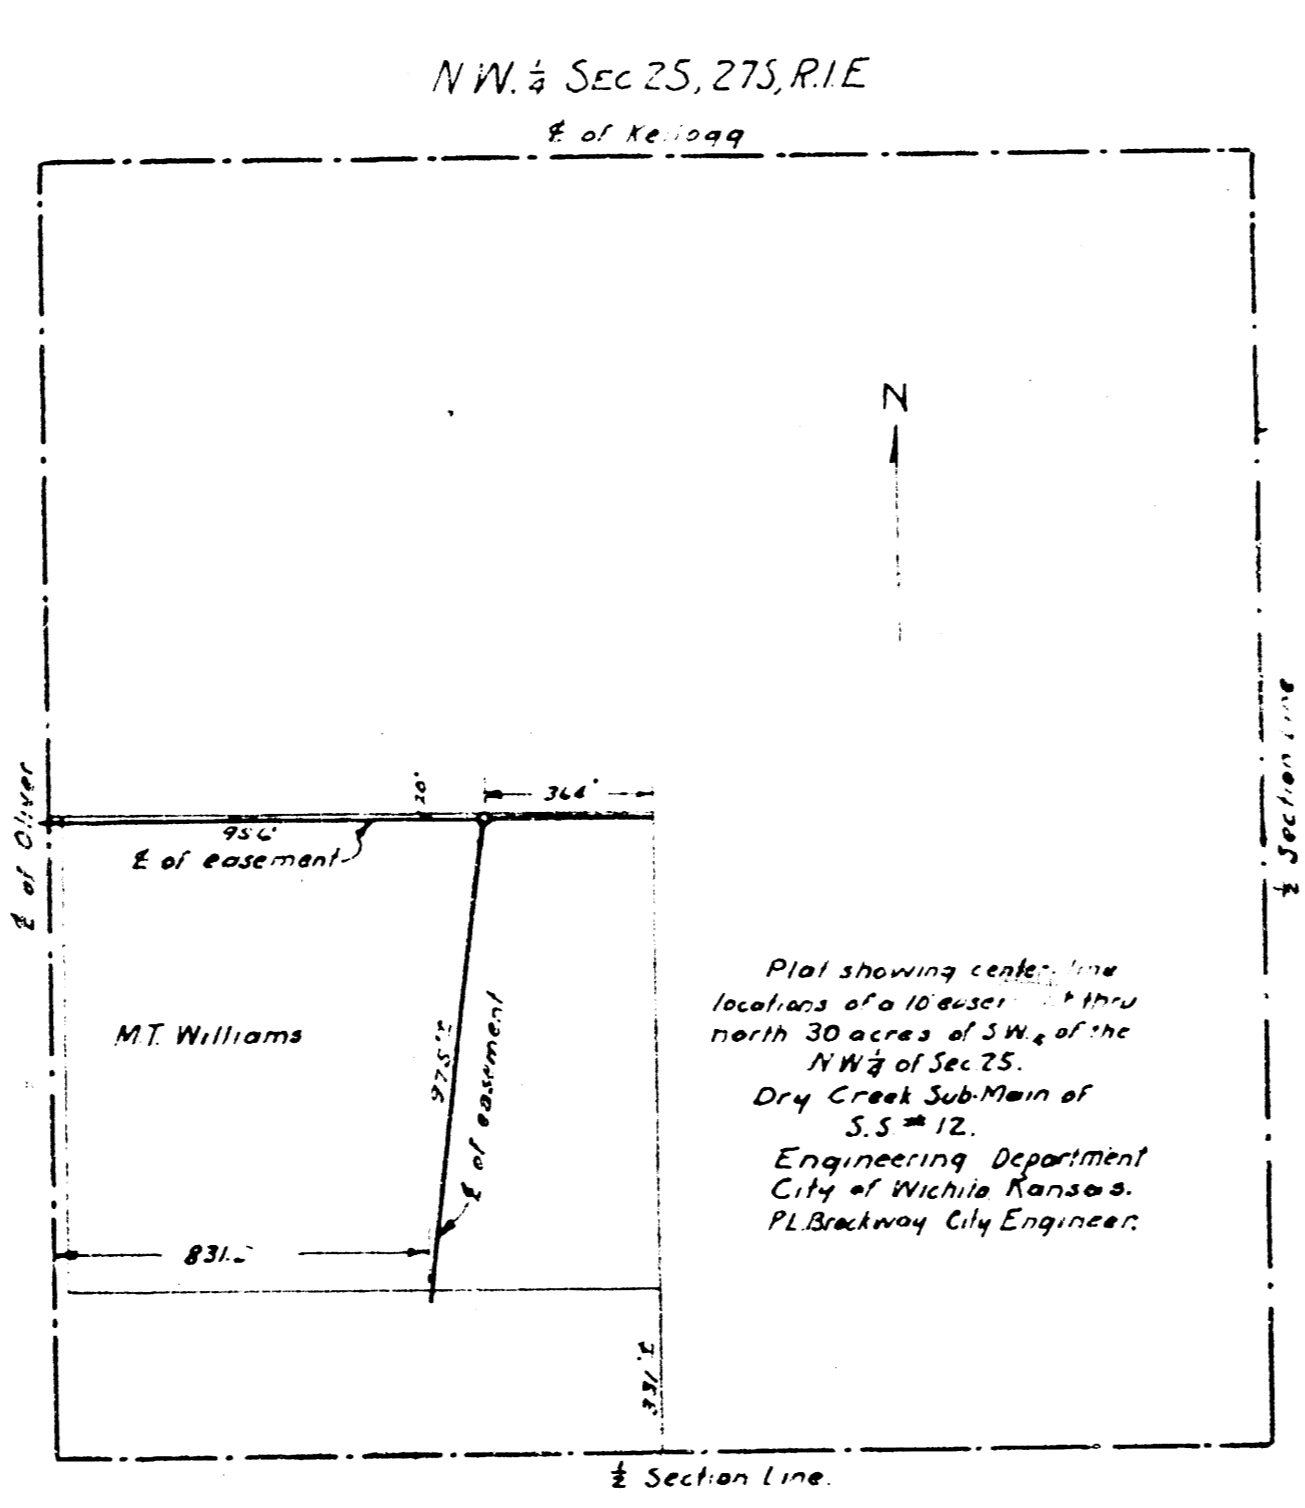 N W. ¼ SEC 25, 27S, R.1.E
℄ of Kellogg
N
½ Section Line
℄ of Oliver
20'
364'
956'
℄ of easement
M.T. Williams
975'±
℄ of easement
Plat showing center line
locations of a 10' easement thru
north 30 acres of S W. ¼ of the
N W ¼ of Sec. 25.
Dry Creek Sub-Main of
S. S. # 12.
Engineering Department
City of Wichita, Kansas.
P.L. Brockway City Engineer.
831.
331'±
½ Section Line.